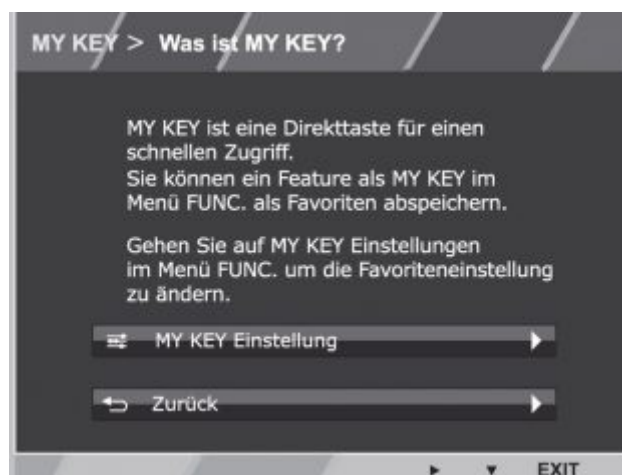 MY KEY > Was ist MY KEY?
MY KEY ist eine Direkttaste für einen
schnellen Zugriff.
Sie können ein Feature als MY KEY im
Menü FUNC. als Favoriten abspeichern.
Gehen Sie auf MY KEY Einstellungen
im Menü FUNC. um die Favoriteneinstellung
zu ändern.
MY KEY Einstellung
Zurück
EXIT